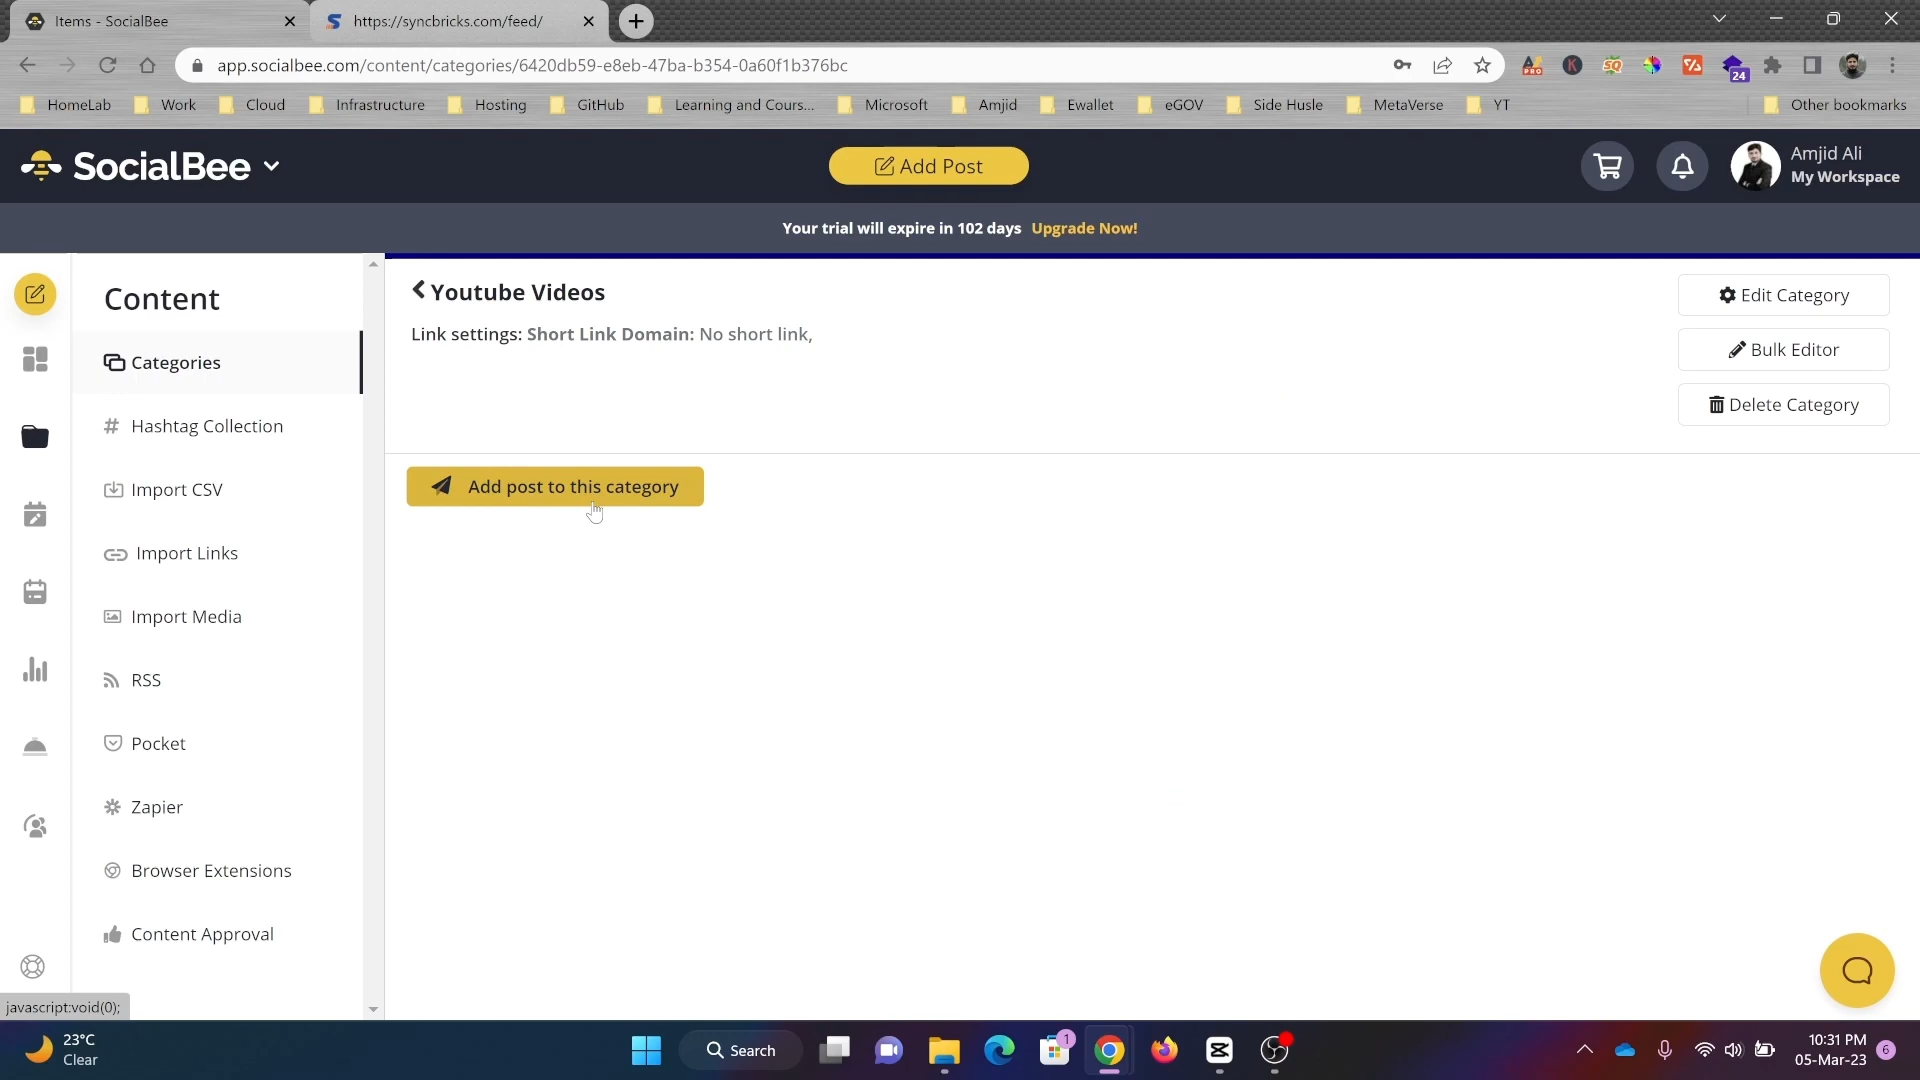 Items - SocialBee
https://syncbricks.com/feed/
app.socialbee.com/content/categories/6420db59-e8eb-47ba-b354-0a60f1b376bc
PRO
K
SQ
24
HomeLab
Work
Cloud
Infrastructure
Hosting
GitHub
Learning and Cours...
Microsoft
Amjid
Ewallet
eGOV
Side Husle
MetaVerse
YT
Other bookmarks
SocialBee
Add Post
Amjid Ali
My Workspace
Your trial will expire in 102 days Upgrade Now!
Content
Categories
Hashtag Collection
Import CSV
Import Links
Import Media
RSS
Pocket
Zapier
Browser Extensions
Content Approval
Youtube Videos
Link settings: Short Link Domain: No short link,
Edit Category
Bulk Editor
Delete Category
Add post to this category
javascript:void(0);
23°C
Clear
Search
1
10:31 PM
05-Mar-23
6